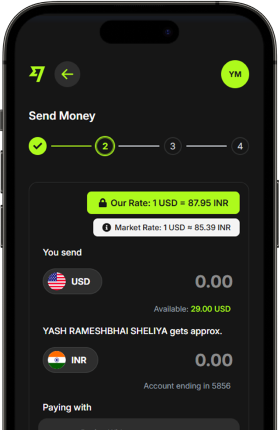 YM
Send Money
2
3
4
Our Rate: 1 USD = 87.95 INR
Market Rate: 1 USD = 85.39 INR
You send
USD
0.00
Available: 29.00 USD
YASH RAMESHBHAI SHELIYA gets approx.
INR
0.00
Account ending in 5856
Paying with